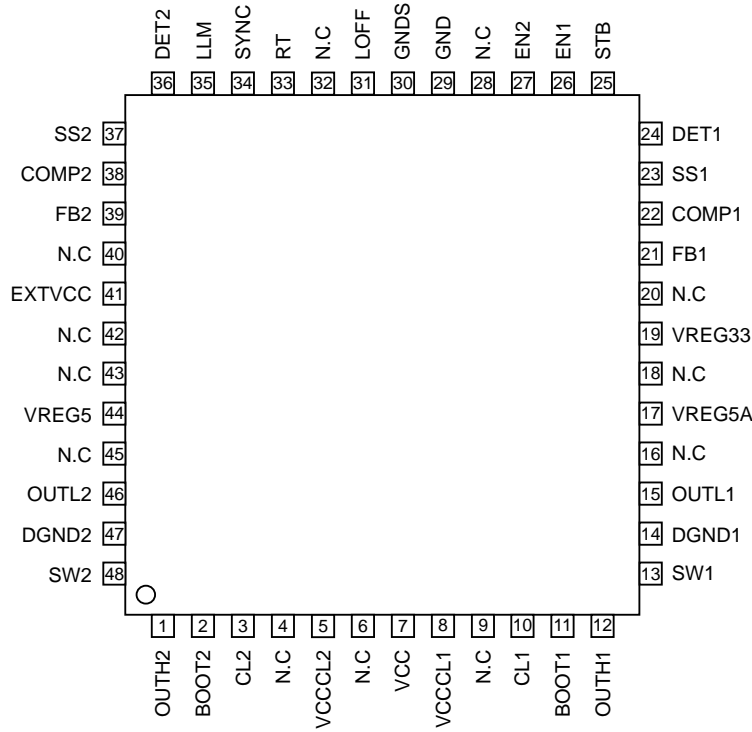 DET2 LLM SYNC RT N.C LOFF GNDS GND N.C EN2 EN1 STB
36 35 34 33 32 31 30 29 28 27 26 25
SS2 37 24 DET1
COMP2 38 23 SS1
FB2 39 22 COMP1
N.C 40 21 FB1
EXTVCC 41 20 N.C
N.C 42 19 VREG33
N.C 43 18 N.C
VREG5 44 17 VREG5A
N.C 45 16 N.C
OUTL2 46 15 OUTL1
DGND2 47 14 DGND1
SW2 48 13 SW1
1 2 3 4 5 6 7 8 9 10 11 12
OUTH2 BOOT2 CL2 N.C VCCCL2 N.C VCC VCCCL1 N.C CL1 BOOT1 OUTH1